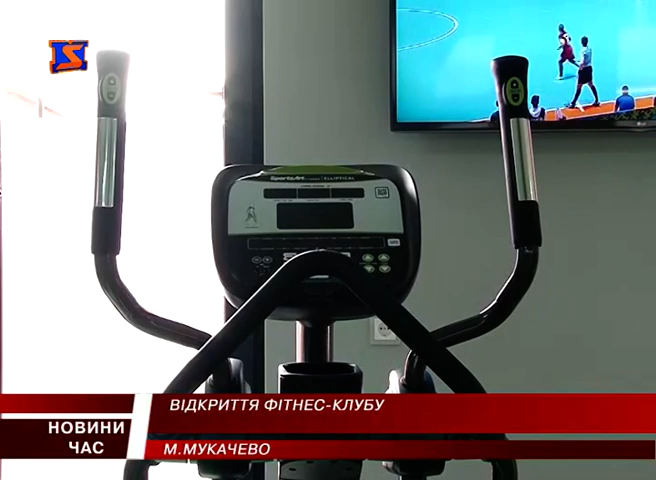 SportsArt ELLIPTICAL
ВІДКРИТТЯ ФІТНЕС-КЛУБУ
НОВИНИ
ЧАС
М.МУКАЧЕВО